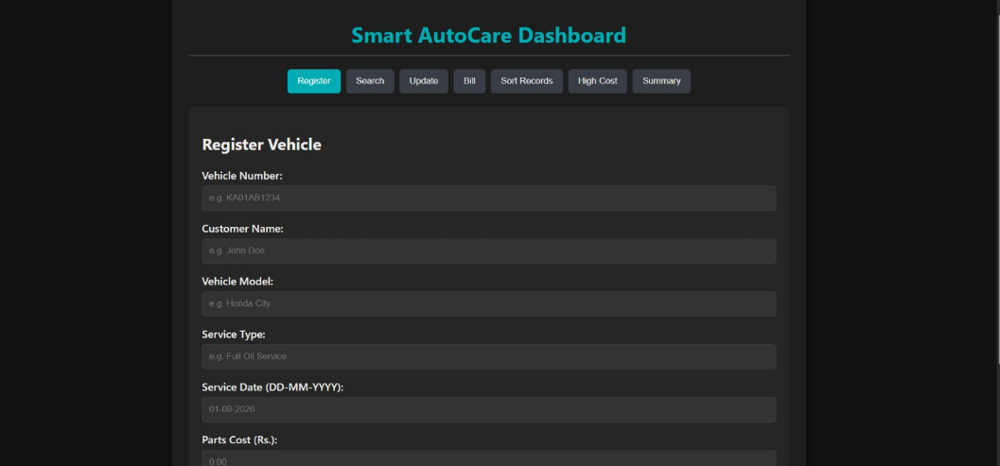 Smart AutoCare Dashboard
Register Search Update Bill Sort Records High Cost Summary
Register Vehicle
Vehicle Number:
e.g. KA01AB1234
Customer Name:
e.g. John Doe
Vehicle Model:
e.g. Honda City
Service Type:
e.g. Full Oil Service
Service Date (DD-MM-YYYY):
01-09-2026
Parts Cost (Rs.):
0.00